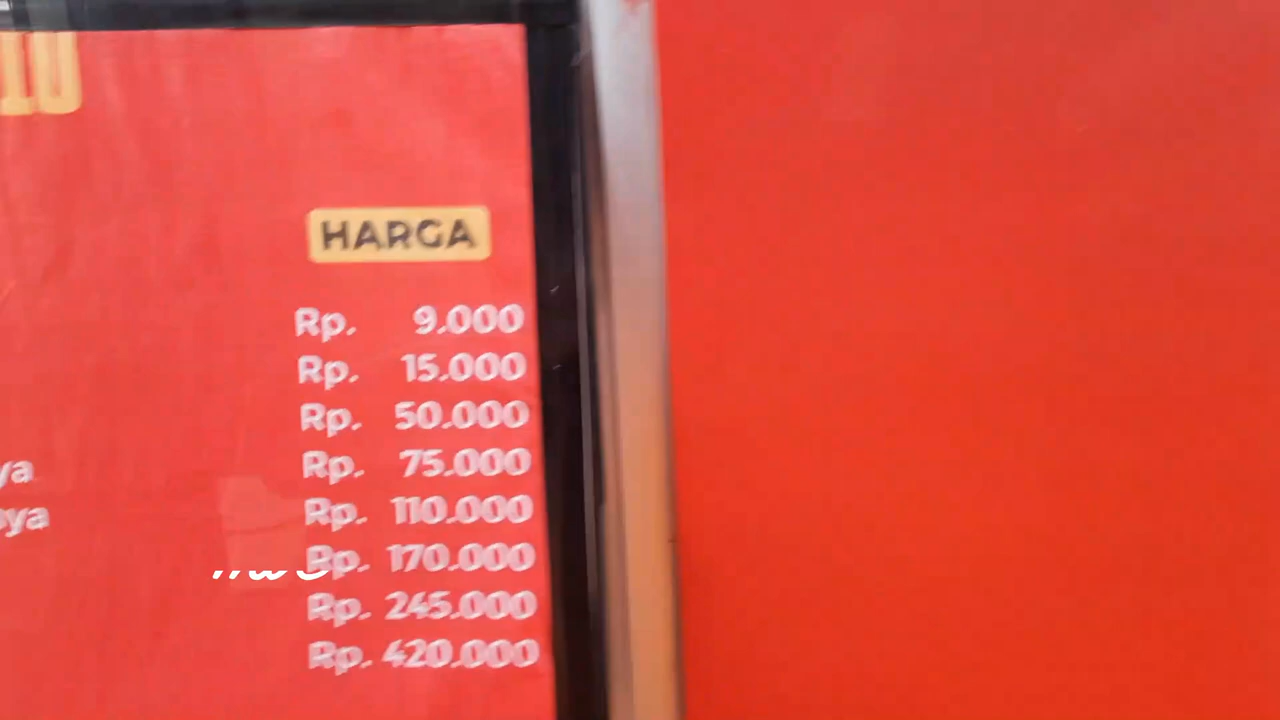 HARGA
Rp. 9.000
Rp. 15.000
Rp. 50.000
Rp. 75.000
Rp. 110.000
Rp. 170.000
Rp. 245.000
Rp. 420.000